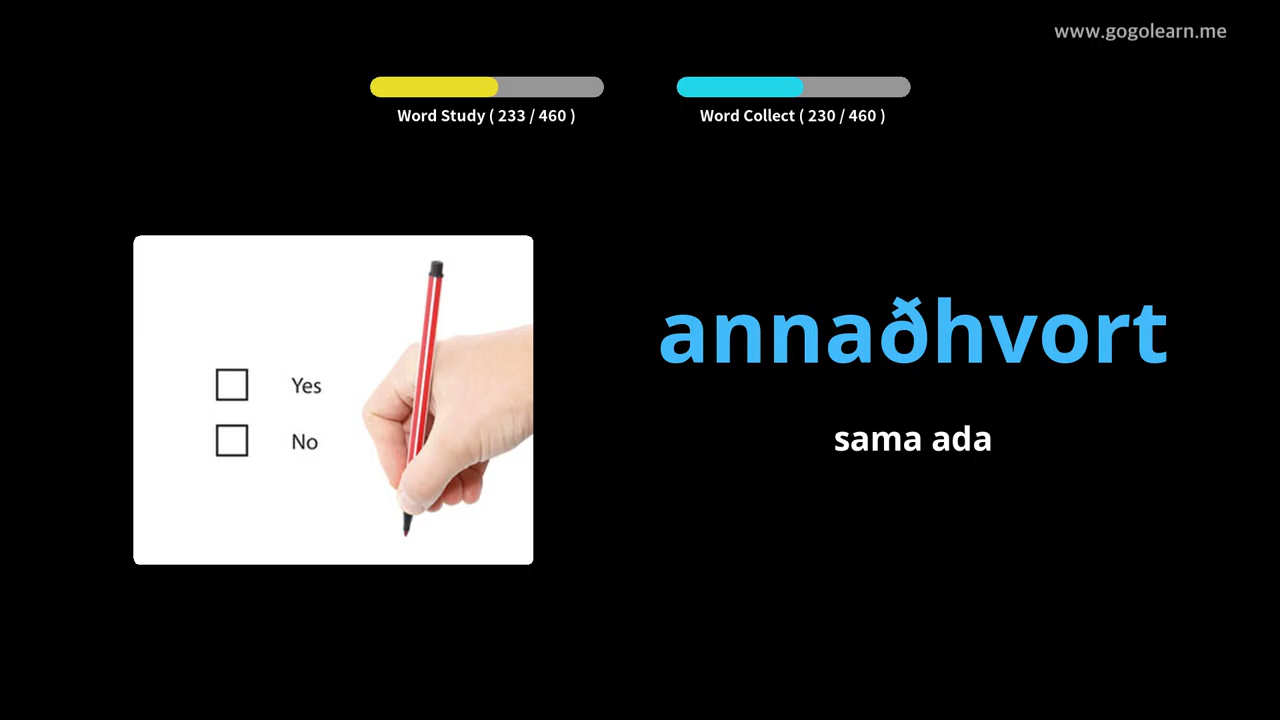 www.gogolearn.me
Word Study ( 233 / 460 )
Word Collect ( 230 / 460 )
Yes
No
annaðhvort
sama ada